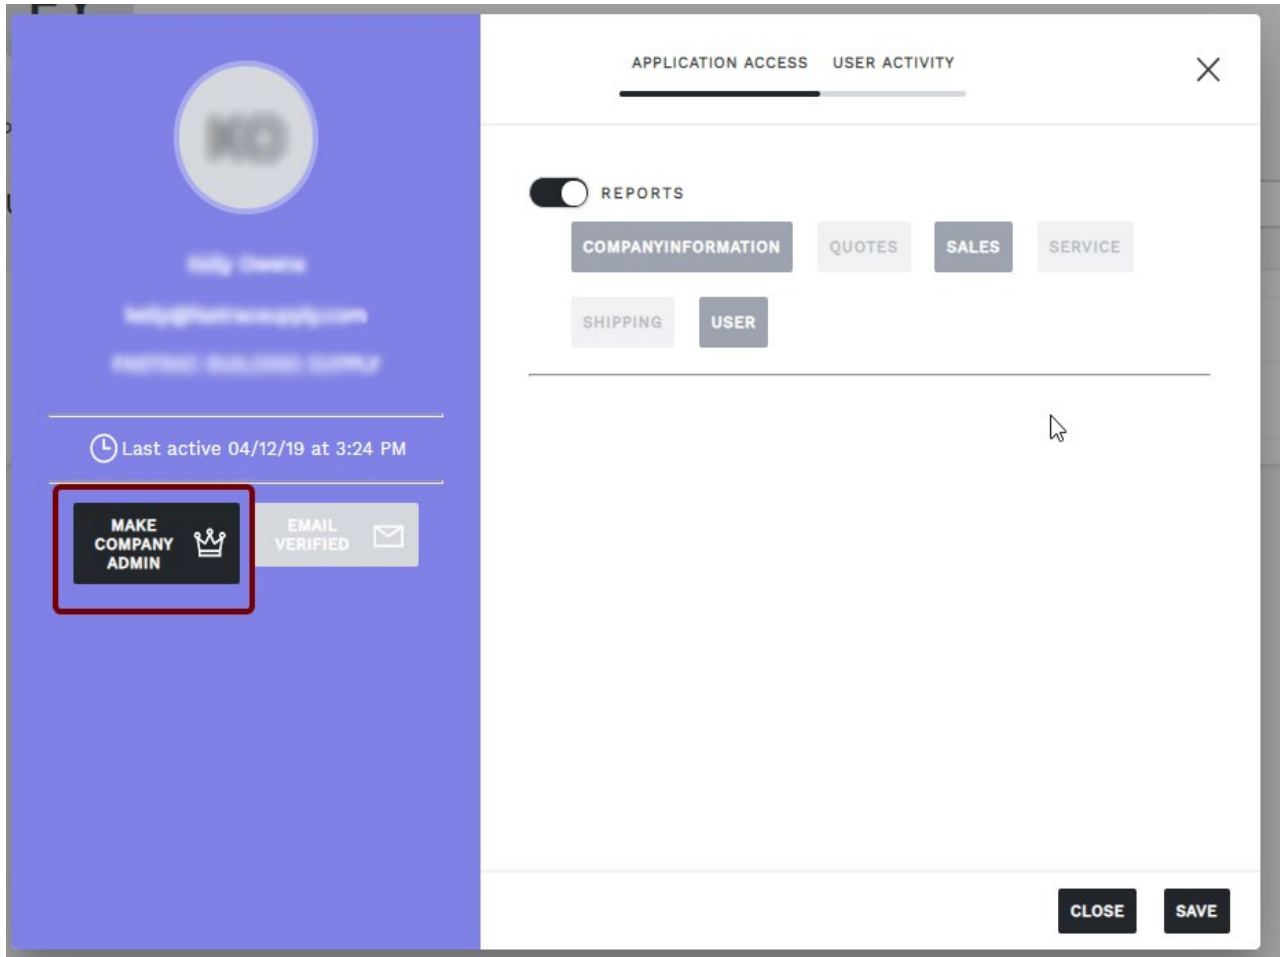 Last active 04/12/19 at 3:24 PM
MAKE
COMPANY
ADMIN
EMAIL
VERIFIED
APPLICATION ACCESS USER ACTIVITY
REPORTS
COMPANYINFORMATION QUOTES SALES SERVICE
SHIPPING USER
CLOSE SAVE